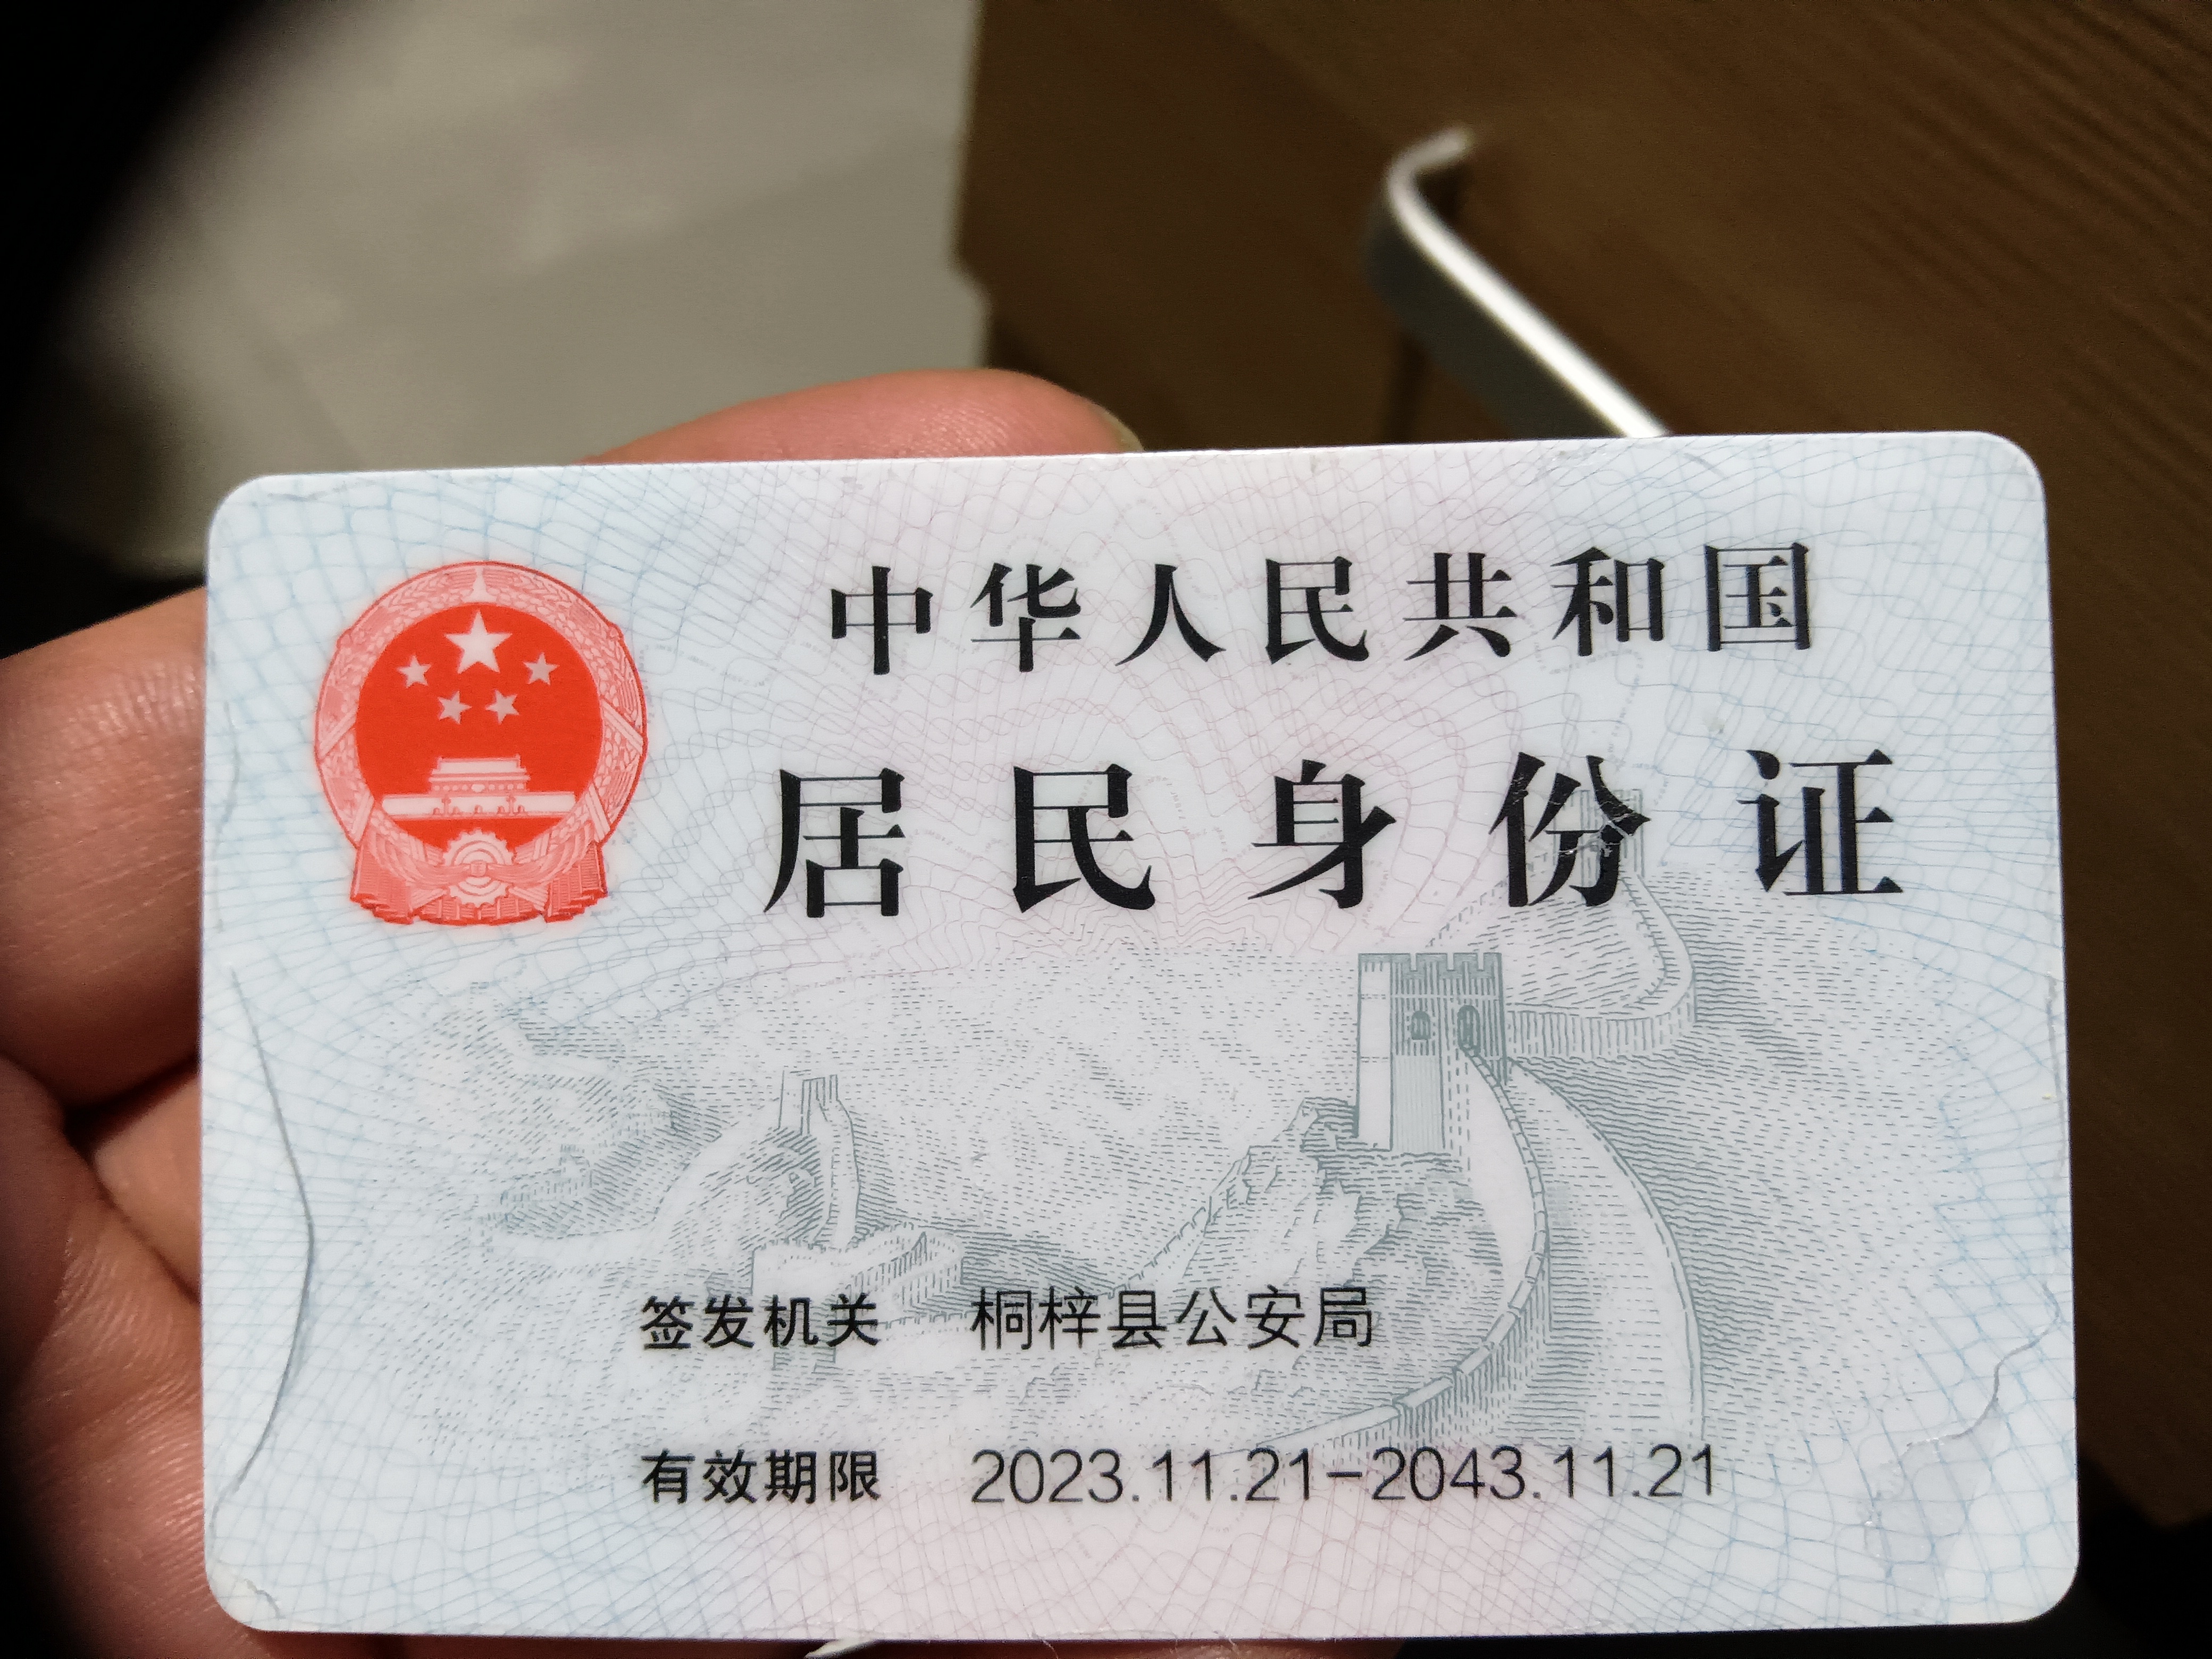 中华人民共和国
居民身份证
签发机关 桐梓县公安局
有效期限 2023.11.21-2043.11.21